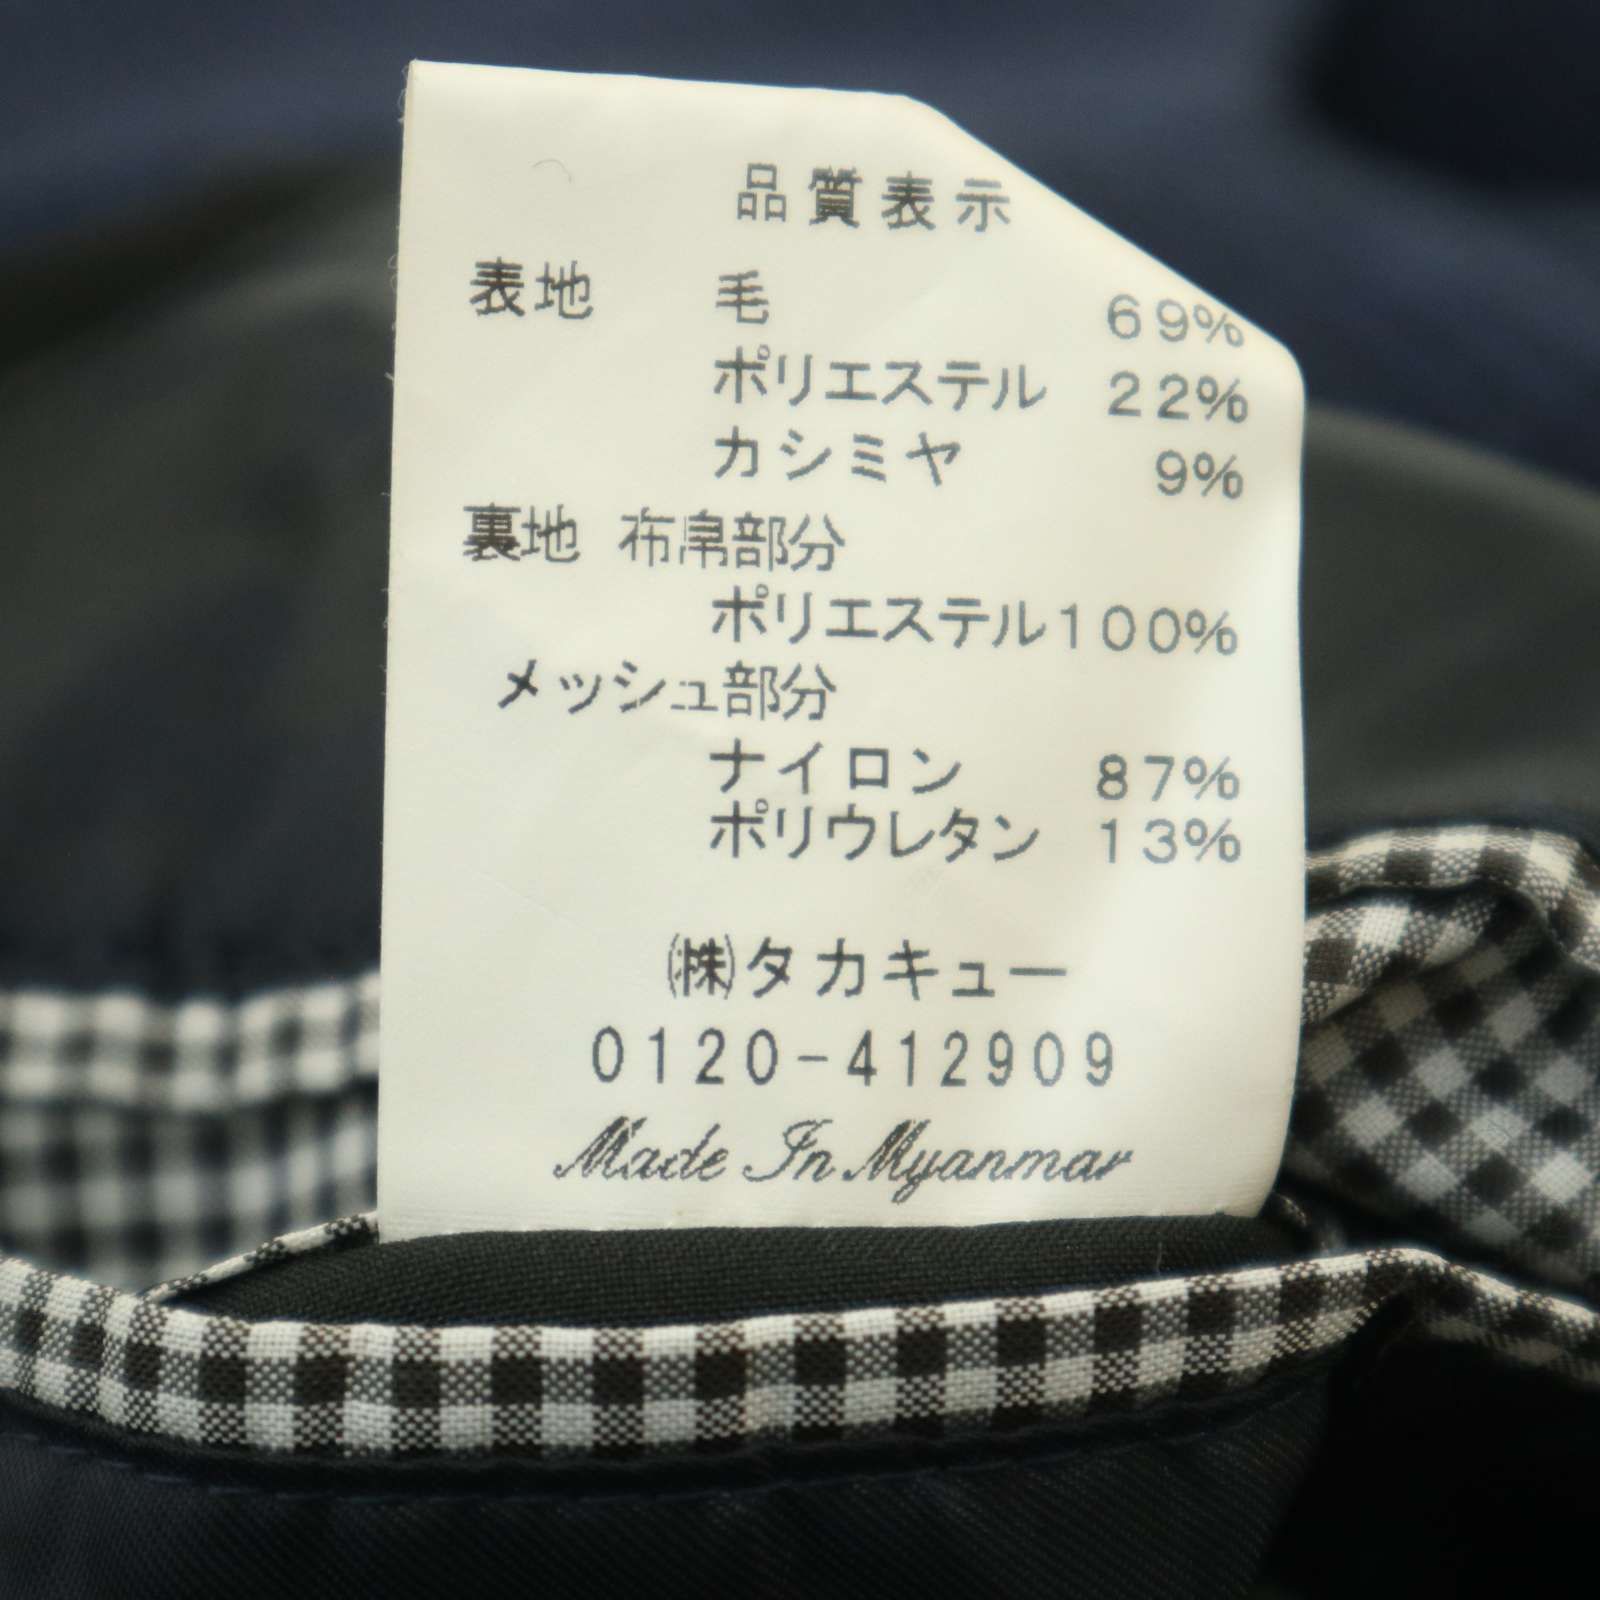 品質表示
表地 毛 69%
ポリエステル 22%
カシミヤ 9%
裏地 布帛部分
ポリエステル100%
メッシュ部分
ナイロン 87%
ポリウレタン 13%
㈱タカキュー
0120-412909
Made In Myanmar